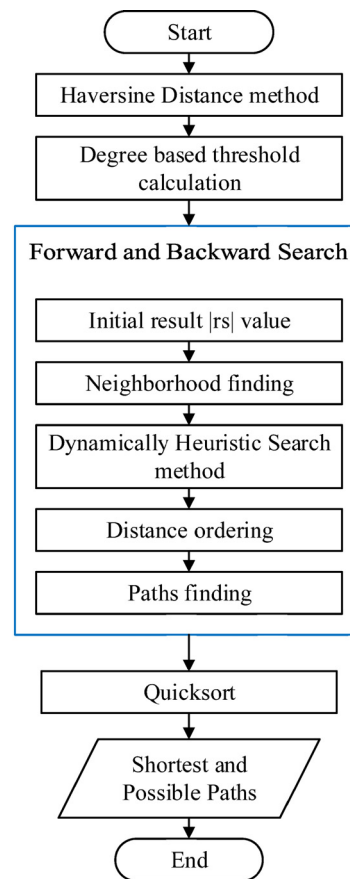 Start
Haversine Distance method
Degree based threshold
calculation
Forward and Backward Search
Initial result |rs| value
Neighborhood finding
Dynamically Heuristic Search
method
Distance ordering
Paths finding
Quicksort
Shortest and
Possible Paths
End